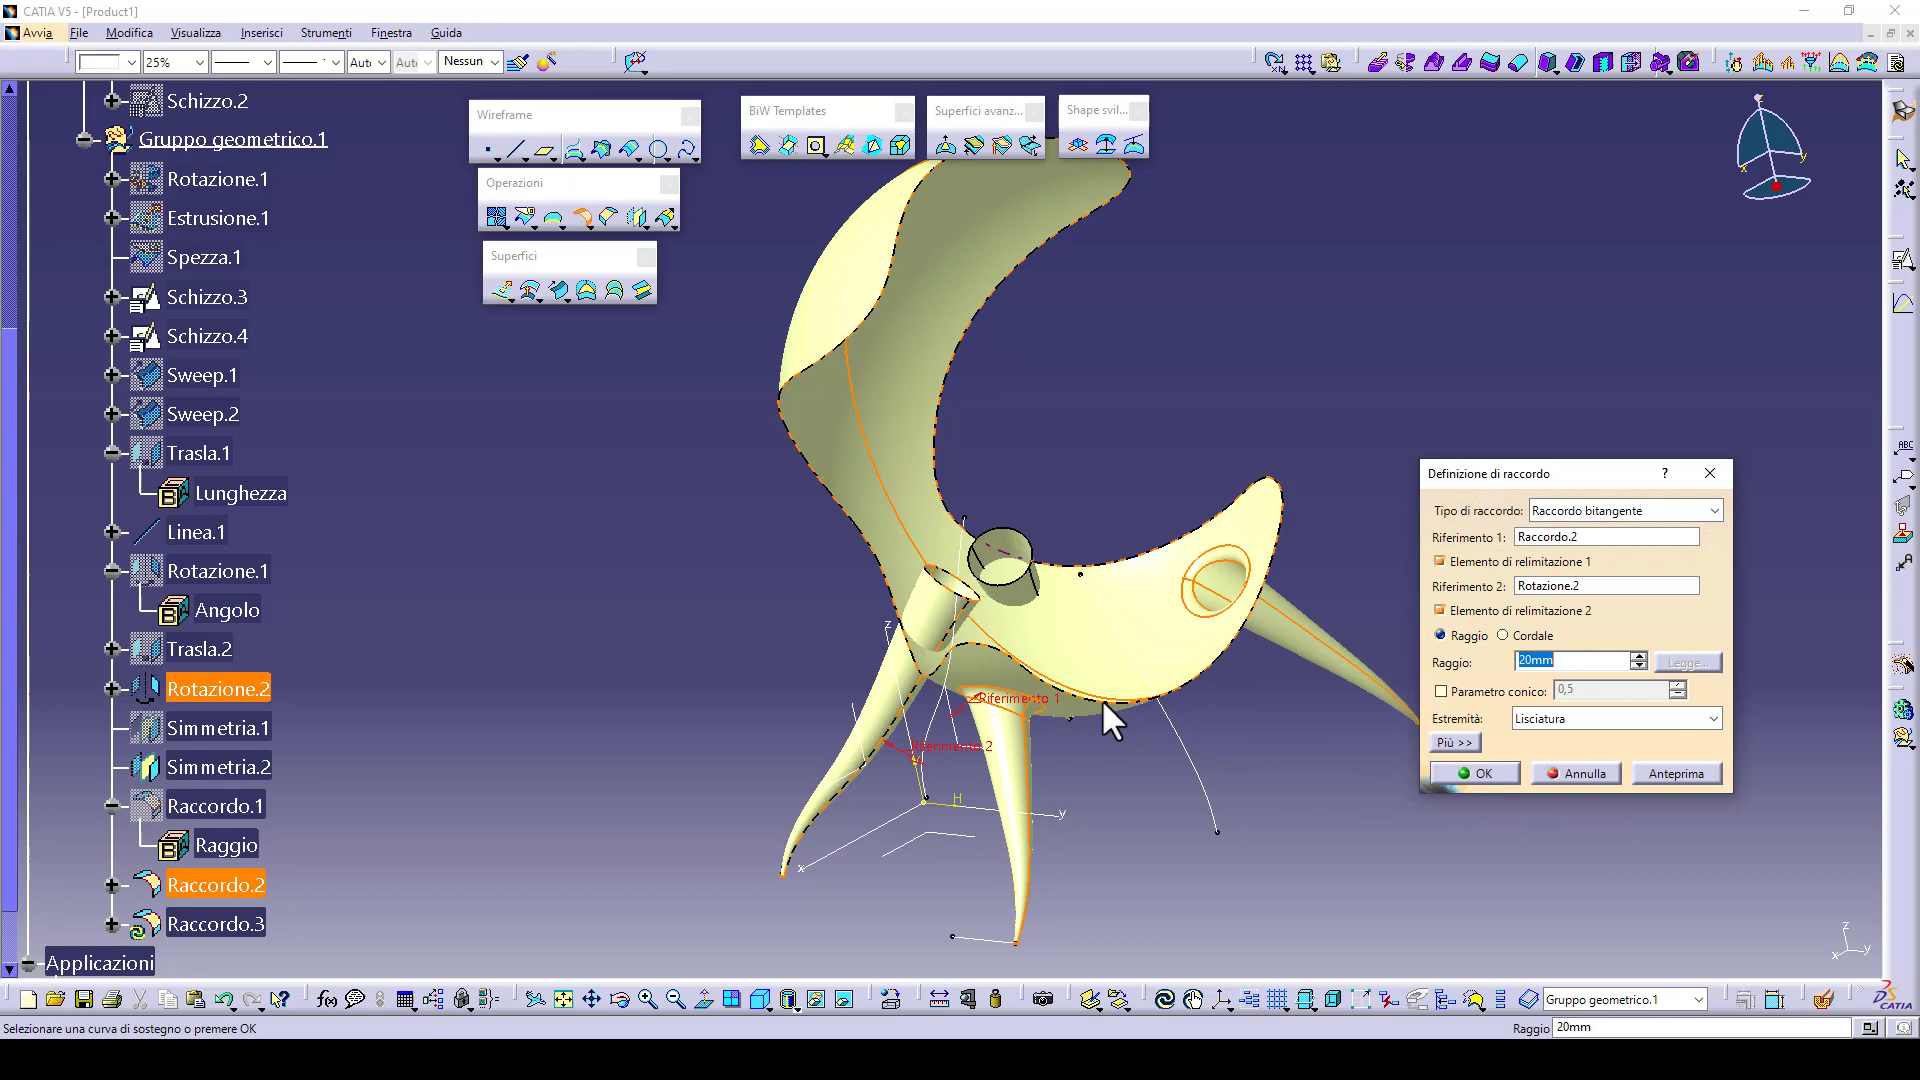 CATIA V5 - [Product1]
Avvia File Modifica Visualizza Inserisci Strumenti Finestra Guida
25% Aut Aut Nessun
Schizzo.2
Gruppo geometrico.1
Rotazione.1
Estrusione.1
Spezza.1
Schizzo.3
Schizzo.4
Sweep.1
Sweep.2
Trasla.1
Lunghezza
Linea.1
Rotazione.1
Angolo
Trasla.2
Rotazione.2
Simmetria.1
Simmetria.2
Raccordo.1
Raggio
Raccordo.2
Raccordo.3
Applicazioni
Wireframe
Operazioni
Superfici
BiW Templates
Superfici avanz...
Shape svil...
z
x
y
Riferimento 1
Riferimento 2
z
H
y
x
Definizione di raccordo ?
Tipo di raccordo: Raccordo bitangente
Riferimento 1: Raccordo.2
Elemento di relimitazione 1
Riferimento 2: Rotazione.2
Elemento di relimitazione 2
Raggio Cordale
Raggio: 20mm Legge...
Parametro conico: 0,5
Estremità: Lisciatura
Più >>
OK Annulla Anteprima
ABC
z
x y
f(x)
Gruppo geometrico.1
CATIA
Selezionare una curva di sostegno o premere OK
Raggio 20mm